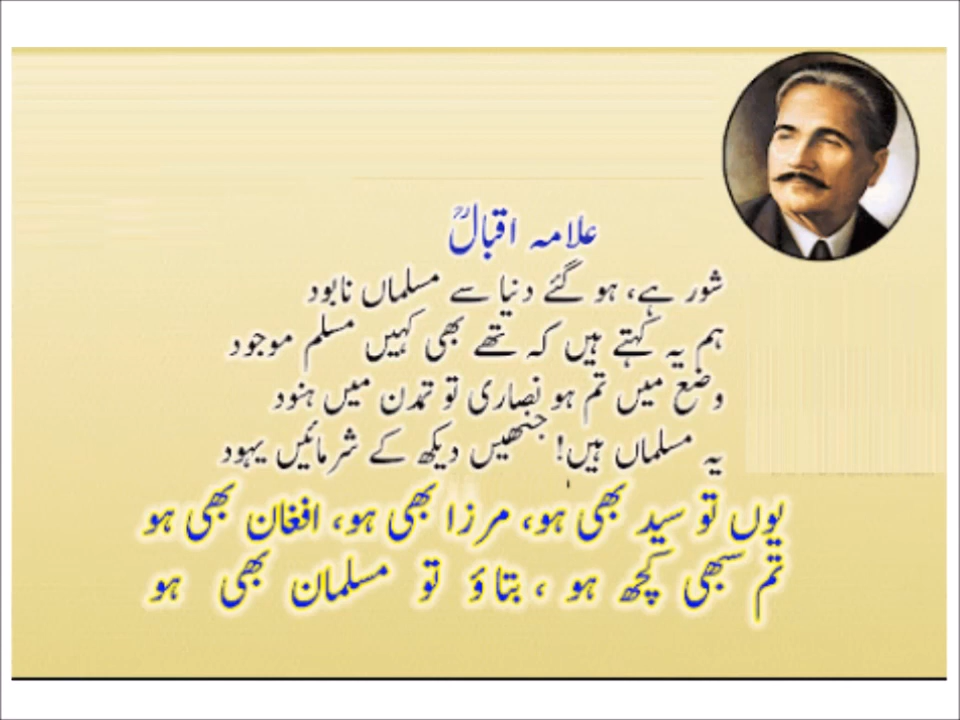 علامہ اقبالؒ
شور ہے، ہو گئے دنیا سے مسلماں نابود
ہم یہ کہتے ہیں کہ تھے بھی کہیں مسلم موجود
وضع میں تم ہو نصاری تو تمدن میں ہنود
یہ مسلماں ہیں! جنھیں دیکھ کے شرمائیں یہود
یوں تو سید بھی ہو، مرزا بھی ہو، افغان بھی ہو
تم سبھی کچھ ہو ، بتاؤ تو مسلمان بھی ہو